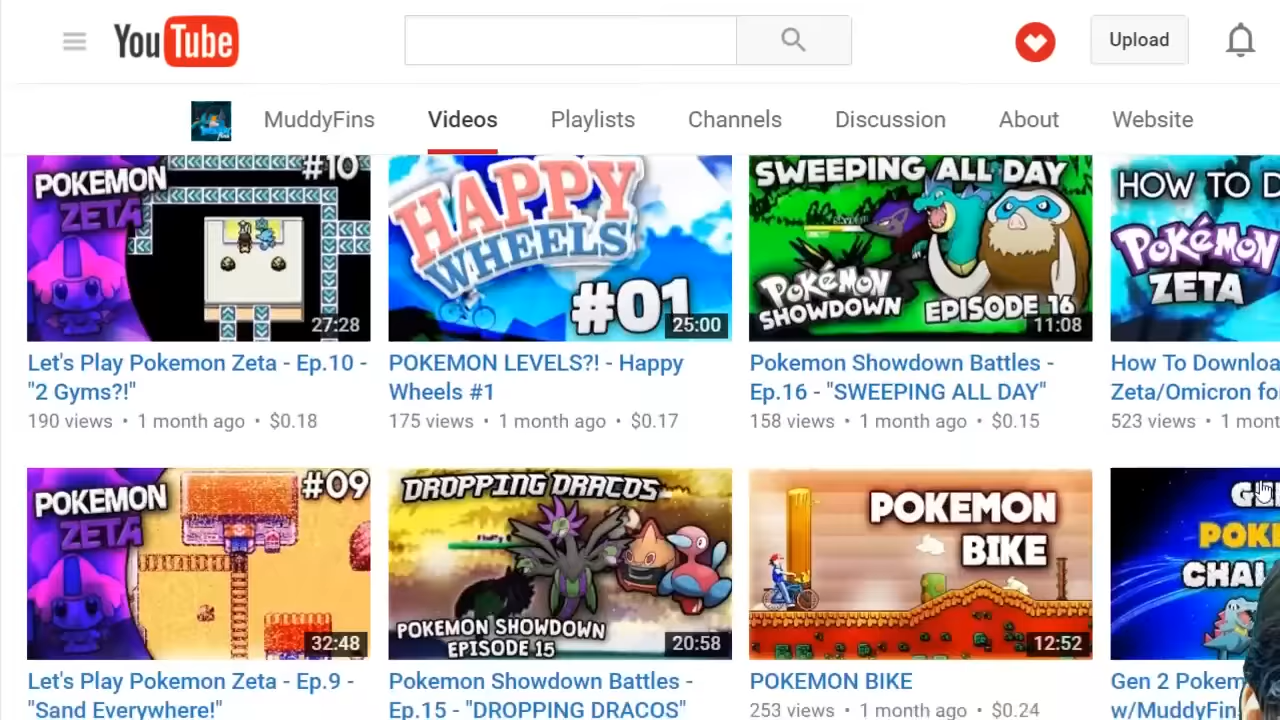 YouTube
Upload
MuddyFins
Videos
Playlists
Channels
Discussion
About
Website
POKEMON
ZETA
#10
27:28
HAPPY
WHEELS
#01
25:00
SWEEPING ALL DAY
POKéMON
SHOWDOWN
EPISODE 16
11:08
HOW TO D
POKéMON
ZETA
Let's Play Pokemon Zeta - Ep.10 -
"2 Gyms?!"
190 views • 1 month ago • $0.18
POKEMON LEVELS?! - Happy
Wheels #1
175 views • 1 month ago • $0.17
Pokemon Showdown Battles -
Ep.16 - "SWEEPING ALL DAY"
158 views • 1 month ago • $0.15
How To Downloa
Zeta/Omicron fo
523 views • 1 mont
POKEMON
ZETA
#09
32:48
DROPPING DRACOS
POKEMON SHOWDOWN
EPISODE 15
20:58
POKEMON
BIKE
12:52
POKE
CHAL
Let's Play Pokemon Zeta - Ep.9 -
"Sand Everywhere!"
Pokemon Showdown Battles -
Ep.15 - "DROPPING DRACOS"
POKEMON BIKE
253 views • 1 month ago • $0.24
Gen 2 Pokem
w/MuddyFin